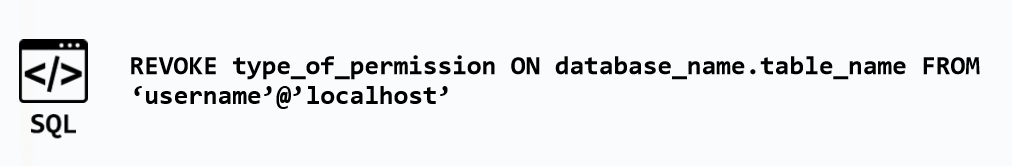 REVOKE type_of_permission ON database_name.table_name FROM
‘username’@’localhost’
</> 
SQL